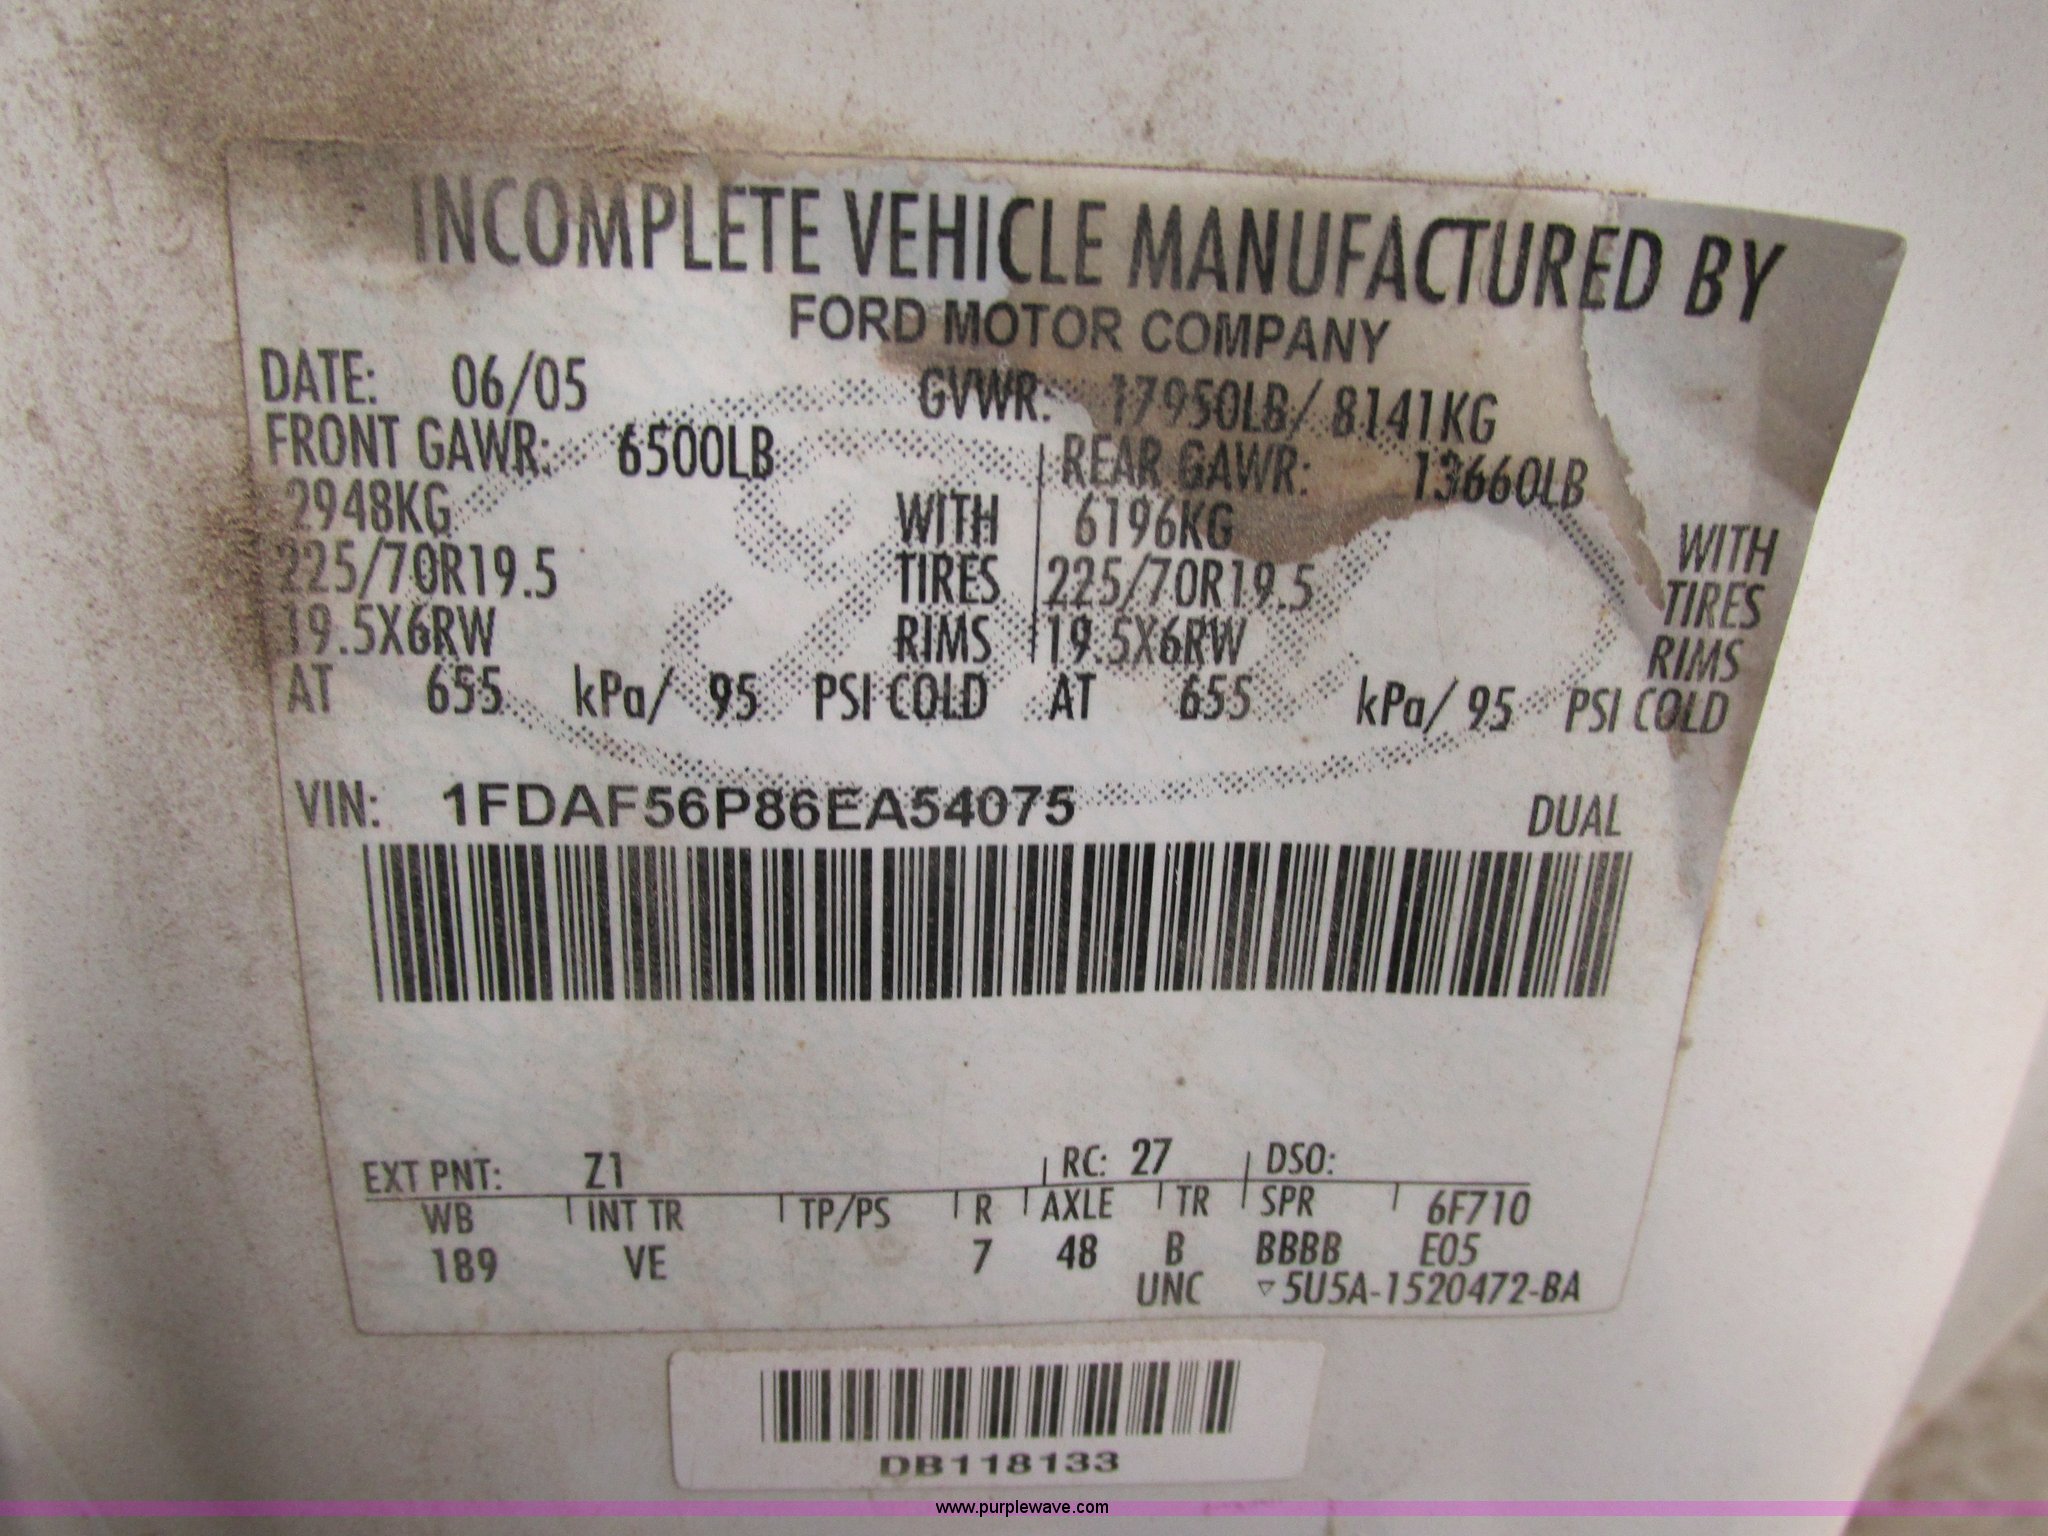 INCOMPLETE VEHICLE MANUFACTURED BY
FORD MOTOR COMPANY
DATE: 06/05 GVWR: 17950LB/ 8141KG
FRONT GAWR: 6500LB REAR GAWR: 13660LB
2948KG WITH 6196KG WITH
225/70R19.5 TIRES 225/70R19.5 TIRES
19.5X6RW RIMS 19.5X6RW RIMS
AT 655 kPa/ 95 PSI COLD AT 655 kPa/ 95 PSI COLD
VIN: 1FDAF56P86EA54075 DUAL
EXT PNT: Z1 RC: 27 DSO:
WB INT TR TP/PS R AXLE TR SPR 6F710
189 VE 7 48 B BBBB E05
UNC ▿5U5A-1520472-BA
DB118133
www.purplewave.com